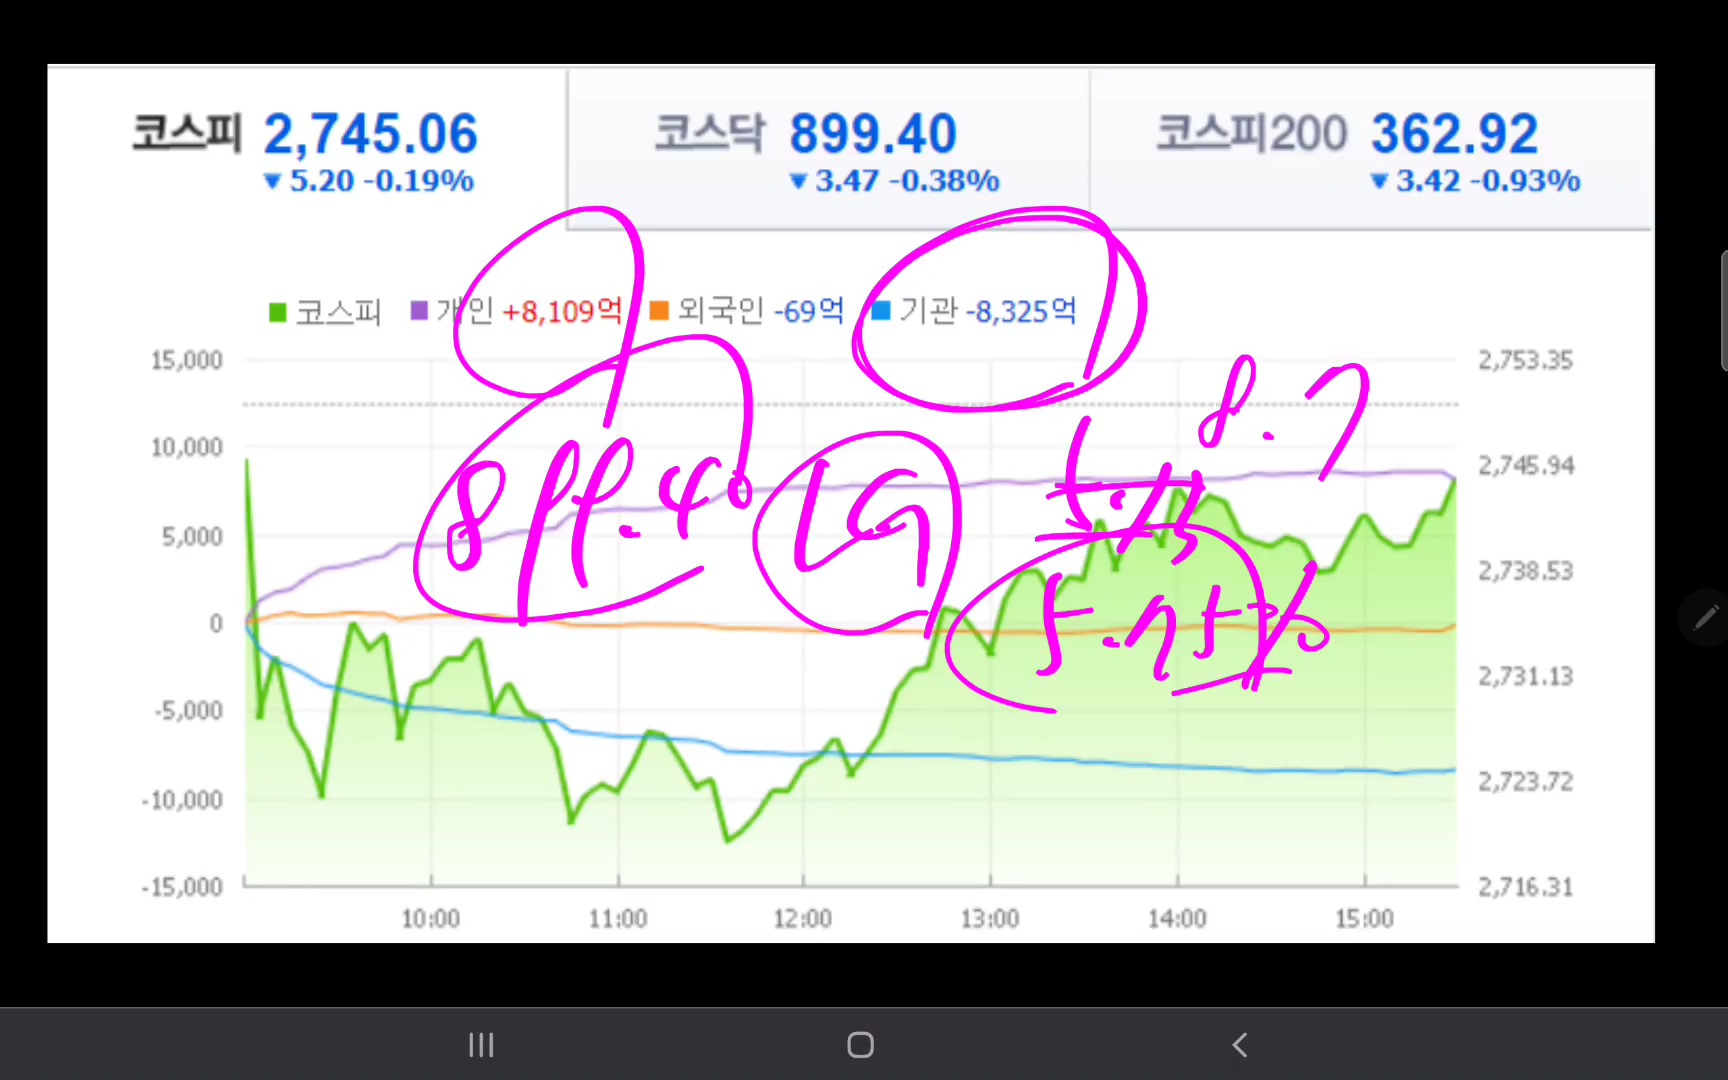 코스피 2,745.06 코스닥 899.40 코스피200 362.92
▼ 5.20 -0.19% ▼ 3.47 -0.38% ▼ 3.42 -0.93%
코스피 개인 +8,109억 외국인 -69억 기관 -8,325억
15,000 2,753.35
10,000 2,745.94
5,000 2,738.53
0 2,731.13
-5,000 2,723.72
-10,000
-15,000 2,716.31
10:00 11:00 12:00 13:00 14:00 15:00